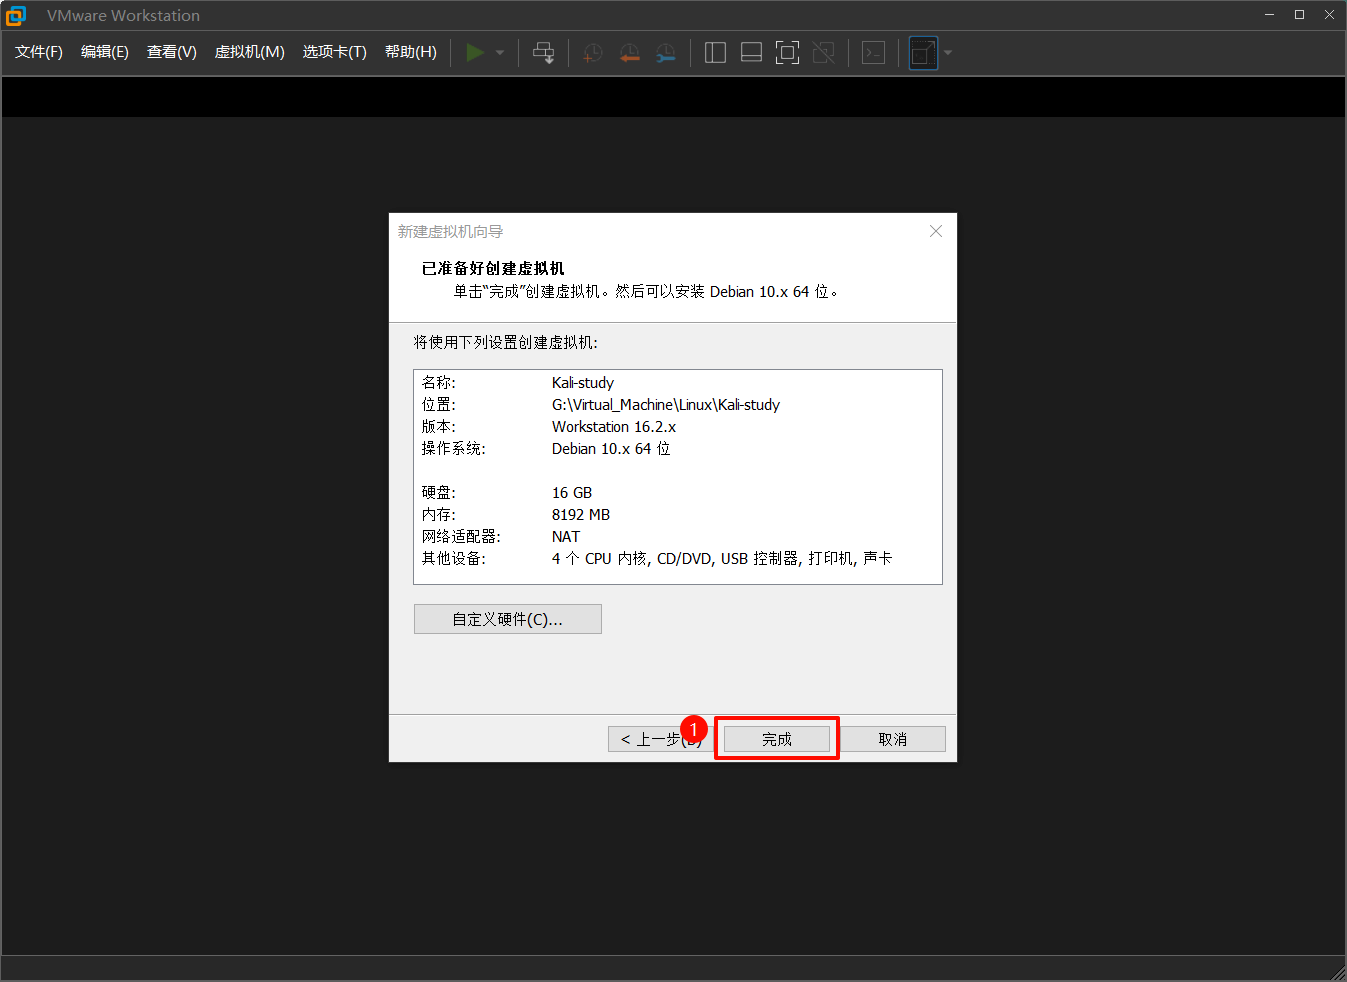 VMware Workstation
文件(F) 编辑(E) 查看(V) 虚拟机(M) 选项卡(T) 帮助(H)
新建虚拟机向导
已准备好创建虚拟机
单击“完成”创建虚拟机。然后可以安装 Debian 10.x 64 位。
将使用下列设置创建虚拟机:
名称: Kali-study
位置: G:\Virtual_Machine\Linux\Kali-study
版本: Workstation 16.2.x
操作系统: Debian 10.x 64 位
硬盘: 16 GB
内存: 8192 MB
网络适配器: NAT
其他设备: 4 个 CPU 内核, CD/DVD, USB 控制器, 打印机, 声卡
自定义硬件(C)...
1
< 上一步(B) 完成 取消